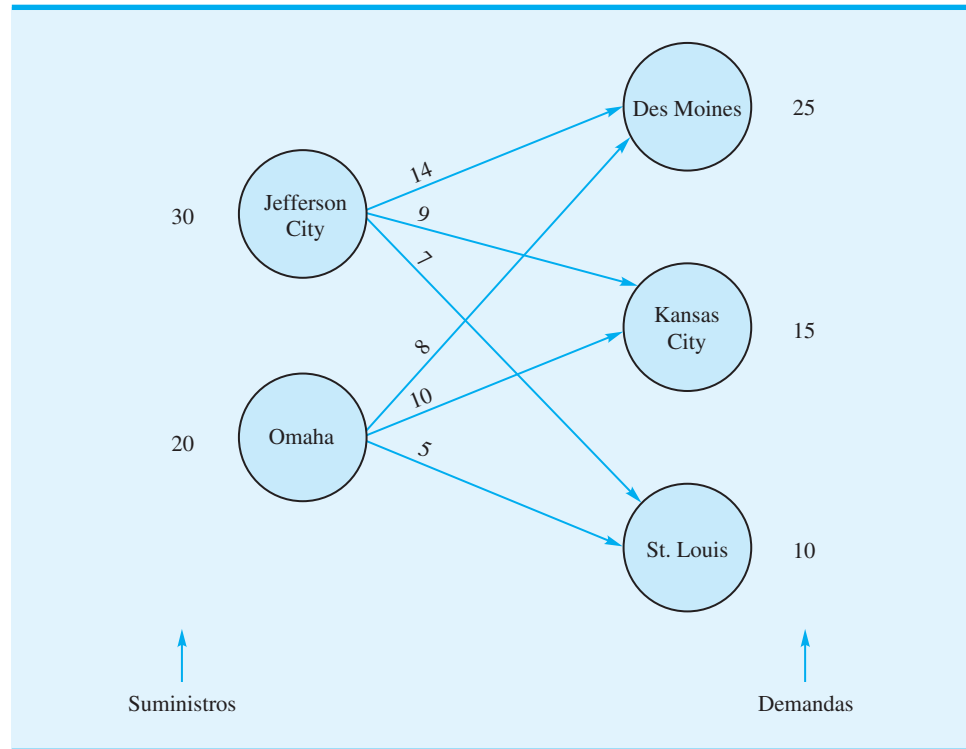 Des Moines
25
14
Jefferson
City
30
9
7
Kansas
City
15
8
10
Omaha
20
5
St. Louis
10
Suministros
Demandas